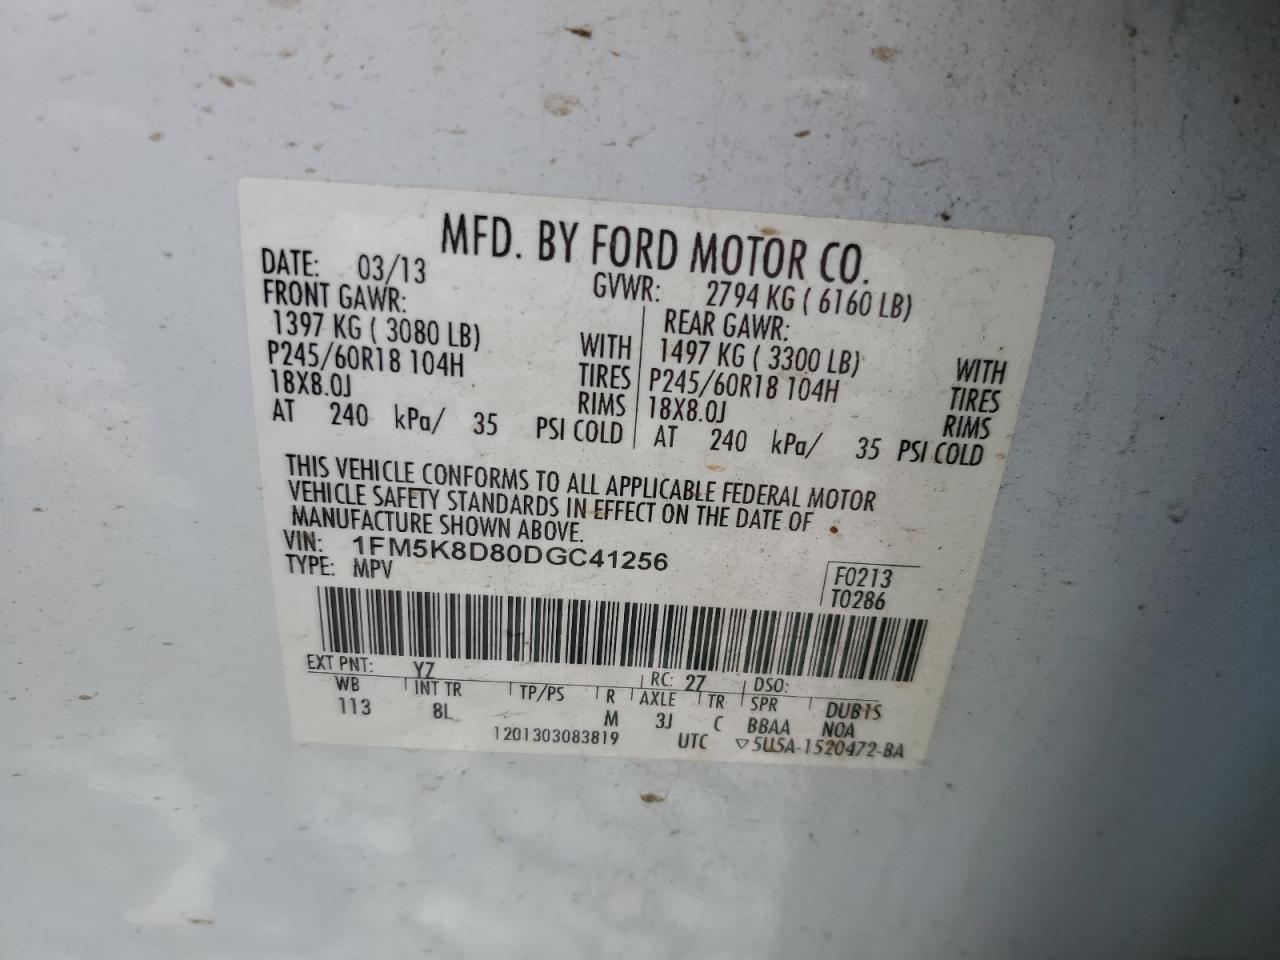 MFD. BY FORD MOTOR CO.
DATE: 03/13 GVWR: 2794 KG ( 6160 LB)
FRONT GAWR: REAR GAWR:
1397 KG ( 3080 LB) WITH 1497 KG ( 3300 LB) WITH
P245/60R18 104H TIRES P245/60R18 104H TIRES
18X8.0J RIMS 18X8.0J RIMS
AT 240 kPa/ 35 PSI COLD AT 240 kPa/ 35 PSI COLD
THIS VEHICLE CONFORMS TO ALL APPLICABLE FEDERAL MOTOR
VEHICLE SAFETY STANDARDS IN EFFECT ON THE DATE OF
MANUFACTURE SHOWN ABOVE.
VIN: 1FM5K8D80DGC41256
TYPE: MPV
F0213
T0286
EXT PNT: YZ RC: 27 DSO:
WB INT TR TP/PS R AXLE TR SPR DUB1S
113 8L M 3J C BBAA NOA
1201303083819 UTC ▽5U5A-1520472-BA